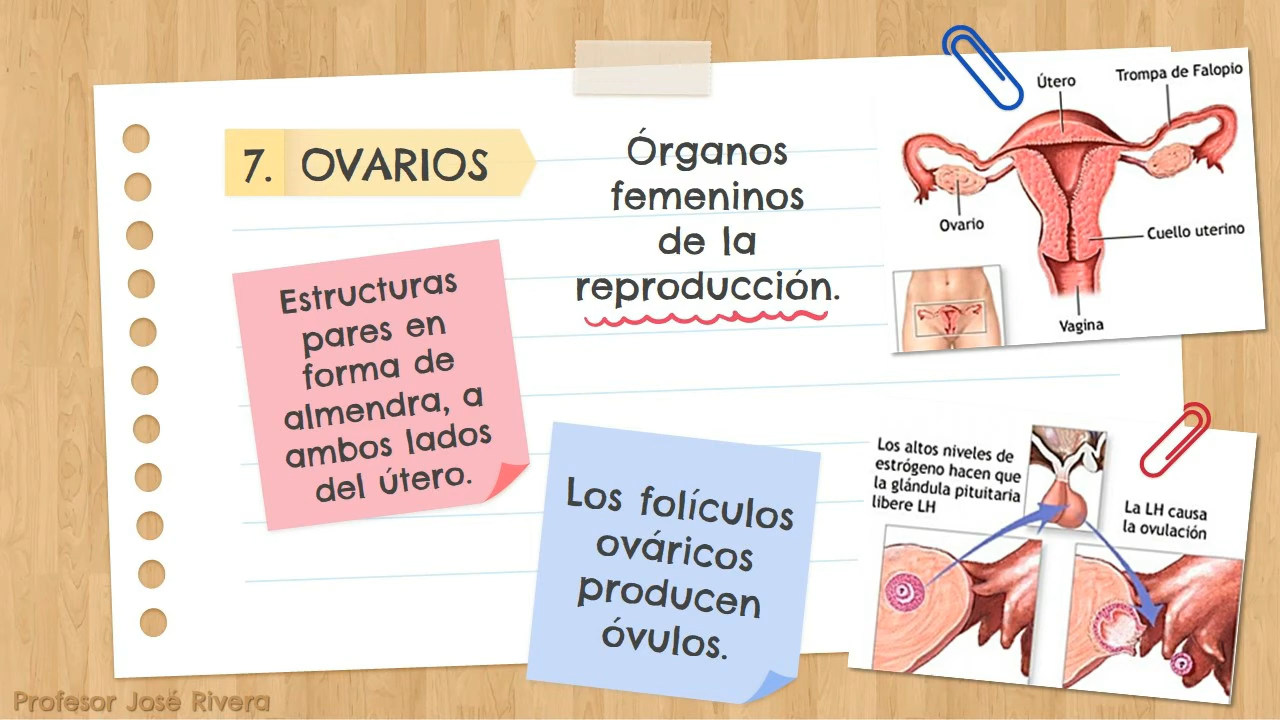 7. OVARIOS
Órganos
femeninos
de la
reproducción.
Estructuras
pares en
forma de
almendra, a
ambos lados
del útero.
Los folículos
ováricos
producen
óvulos.
Útero
Trompa de Falopio
Ovario
Cuello uterino
Vagina
Los altos niveles de
estrógeno hacen que
la glándula pituitaria
libere LH
La LH causa
la ovulación
Profesor José Rivera